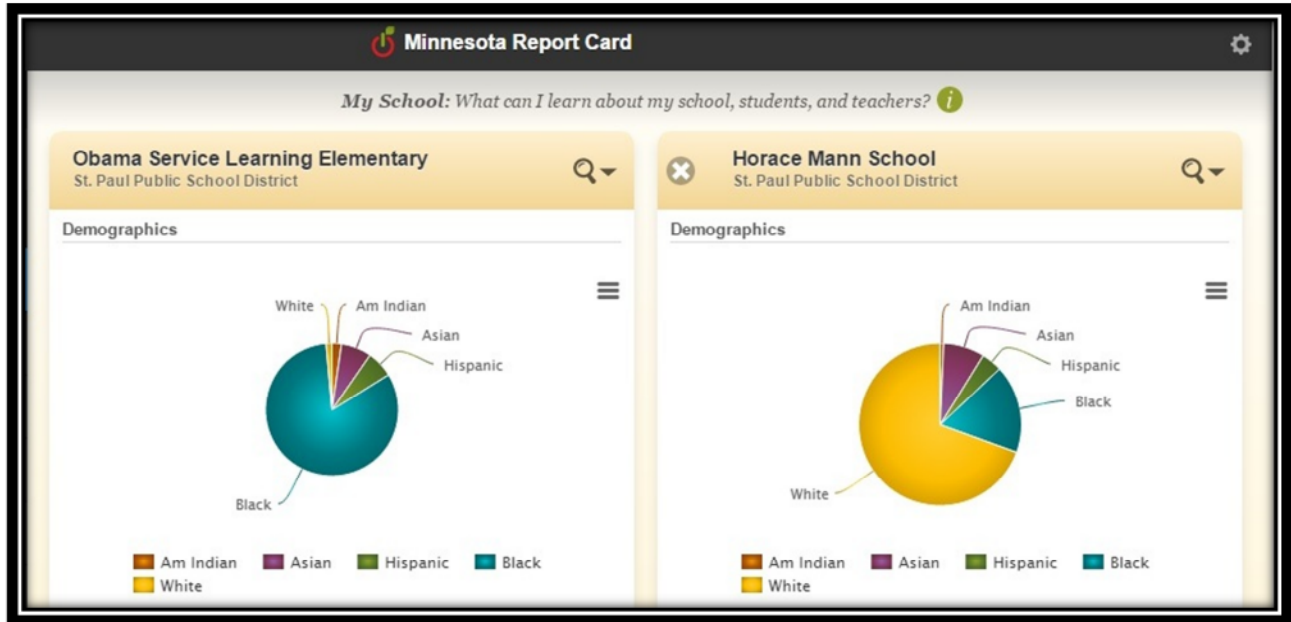 Minnesota Report Card
My School: What can I learn about my school, students, and teachers? i
Obama Service Learning Elementary
St. Paul Public School District
Demographics
White
Am Indian
Asian
Hispanic
Black
Am Indian Asian Hispanic Black
White
Horace Mann School
St. Paul Public School District
Demographics
Am Indian
Asian
Hispanic
Black
White
Am Indian Asian Hispanic Black
White